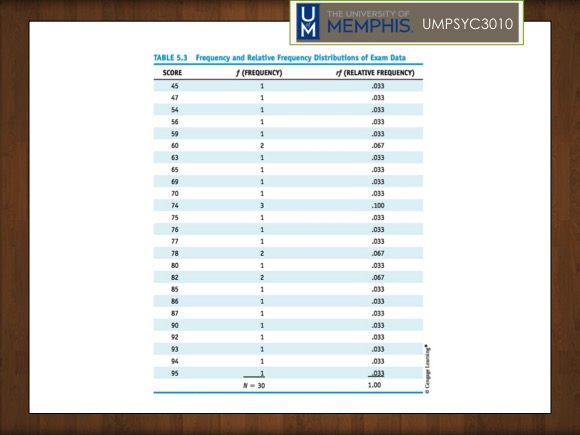 THE UNIVERSITY OF
MEMPHIS. UMPSYC3010
TABLE 5.3 Frequency and Relative Frequency Distributions of Exam Data
SCORE f (FREQUENCY) rf (RELATIVE FREQUENCY)
45 1 .033
47 1 .033
54 1 .033
56 1 .033
59 1 .033
60 2 .067
63 1 .033
65 1 .033
69 1 .033
70 1 .033
74 3 .100
75 1 .033
76 1 .033
77 1 .033
78 2 .067
80 1 .033
82 2 .067
85 1 .033
86 1 .033
87 1 .033
90 1 .033
92 1 .033
93 1 .033
94 1 .033
95 1 .033
N = 30 1.00
© Cengage Learning®